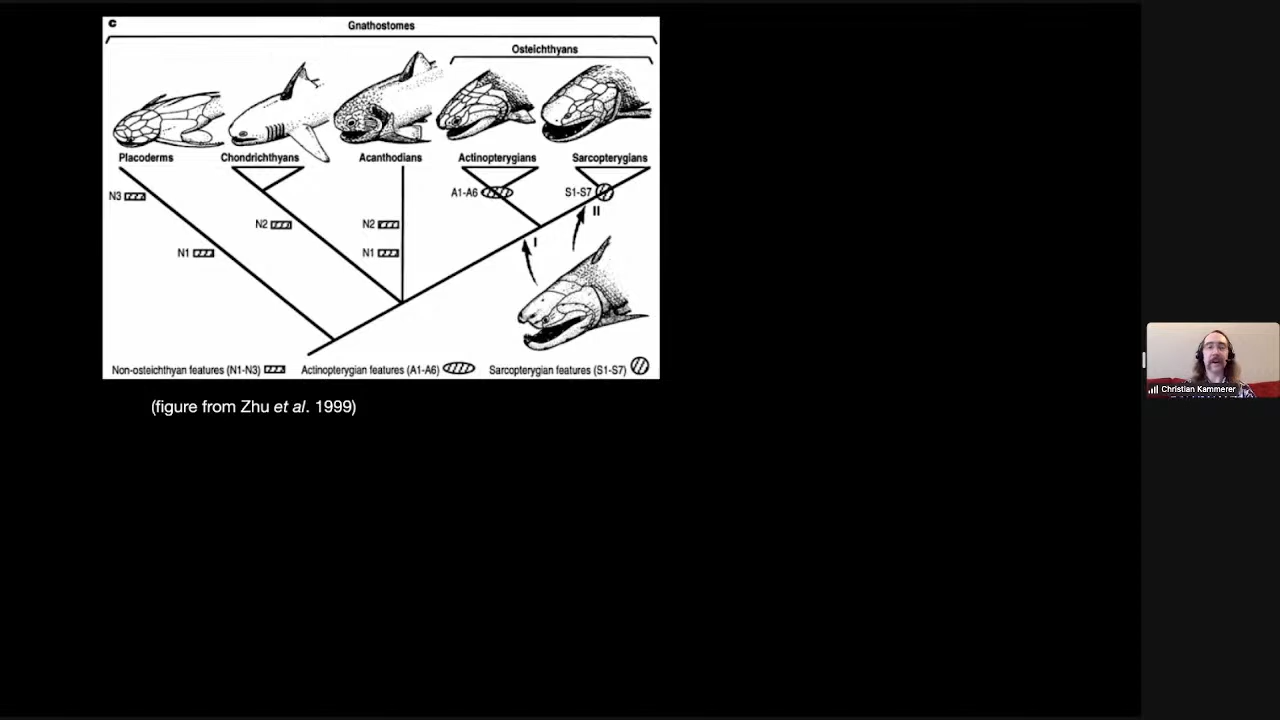 c
Gnathostomes
Osteichthyans
Placoderms Chondrichthyans Acanthodians Actinopterygians Sarcopterygians
N3 A1-A6 S1-S7
II
N2 N2
I
N1 N1
Non-osteichthyan features (N1-N3) Actinopterygian features (A1-A6) Sarcopterygian features (S1-S7)
(figure from Zhu et al. 1999)
Christian Kammerer